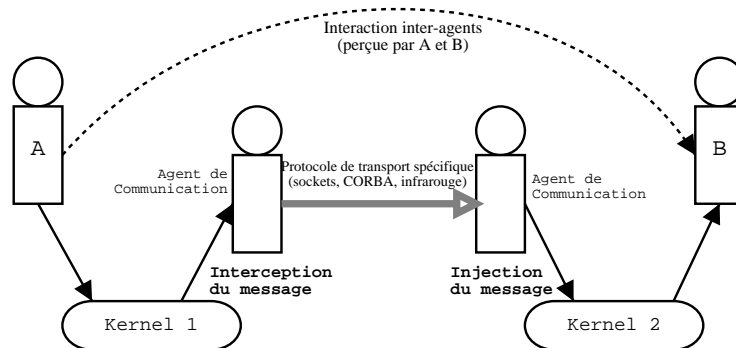 Interaction inter-agents
(perçue par A et B)
A
B
Agent de
Communication
Protocole de transport spécifique
(sockets, CORBA, infrarouge)
Agent de
Communication
Interception
du message
Injection
du message
Kernel 1
Kernel 2